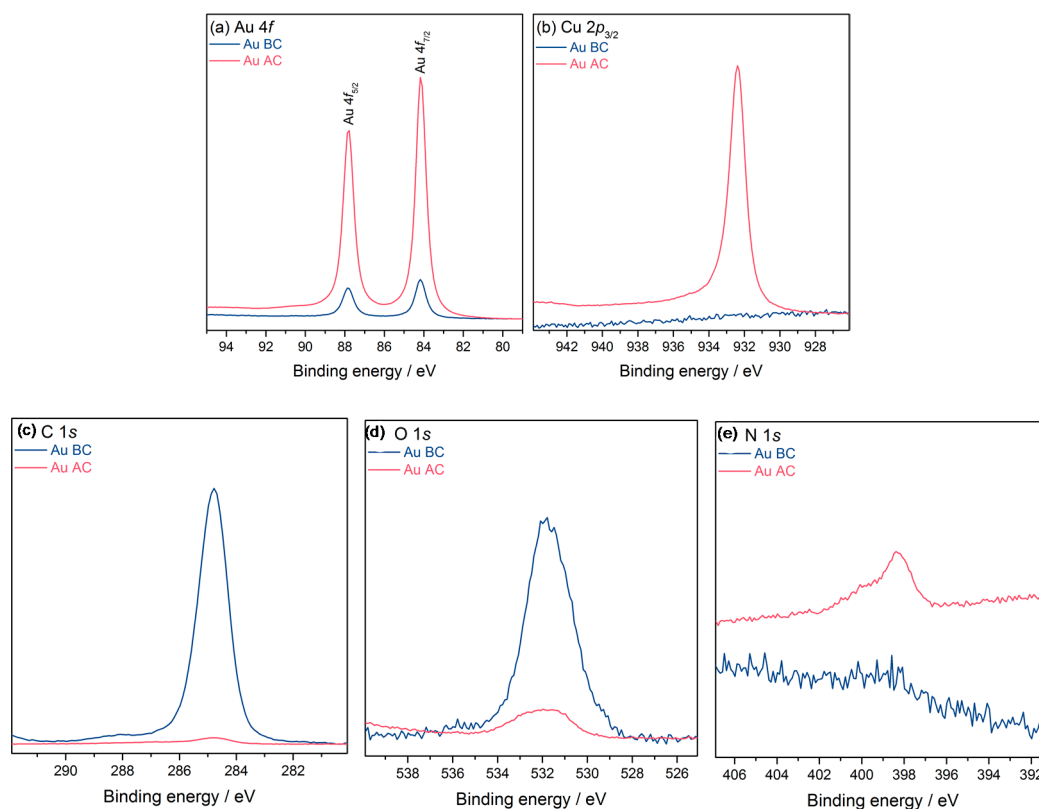 (a) Au 4f
Au BC
Au AC
Au 4f5/2
Au 4f7/2
94 92 90 88 86 84 82 80
Binding energy / eV
(b) Cu 2p3/2
Au BC
Au AC
942 940 938 936 934 932 930 928
Binding energy / eV
(c) C 1s
Au BC
Au AC
290 288 286 284 282
Binding energy / eV
(d) O 1s
Au BC
Au AC
538 536 534 532 530 528 526
Binding energy / eV
(e) N 1s
Au BC
Au AC
406 404 402 400 398 396 394 392
Binding energy / eV